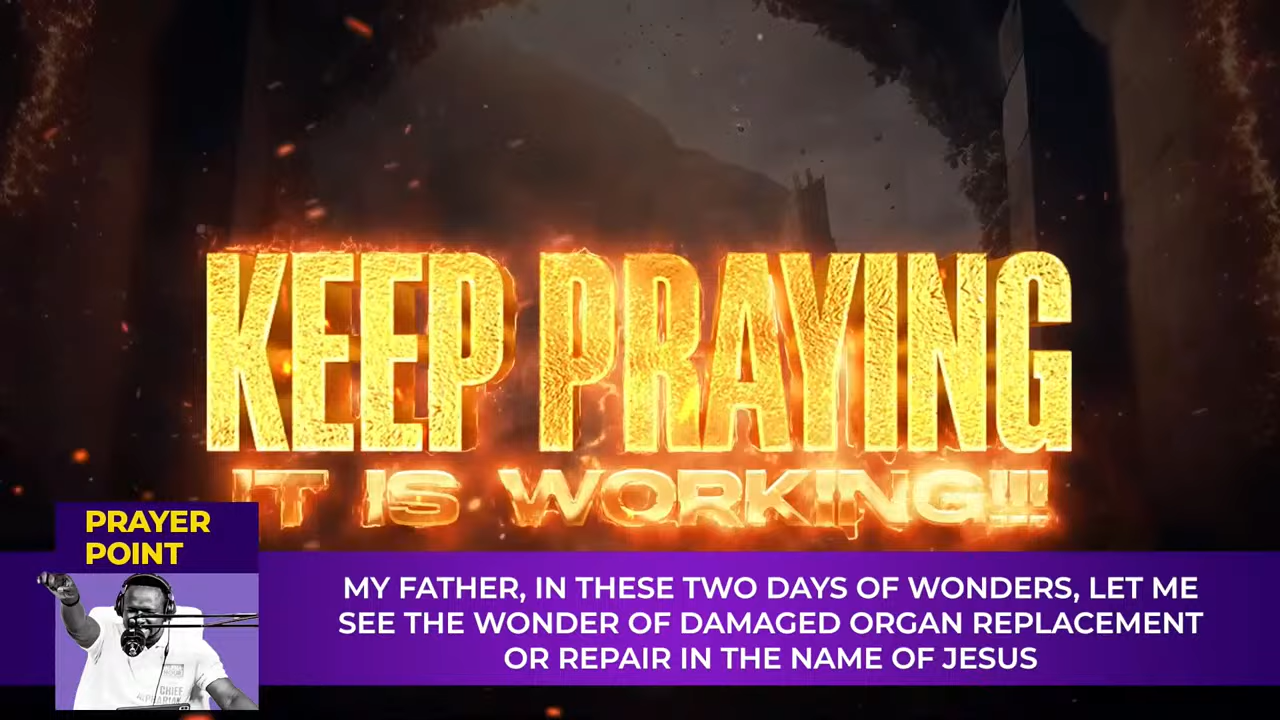 KEEP PRAYING
IT IS WORKING!!!
PRAYER
POINT
MY FATHER, IN THESE TWO DAYS OF WONDERS, LET ME
SEE THE WONDER OF DAMAGED ORGAN REPLACEMENT
OR REPAIR IN THE NAME OF JESUS
CHIEF